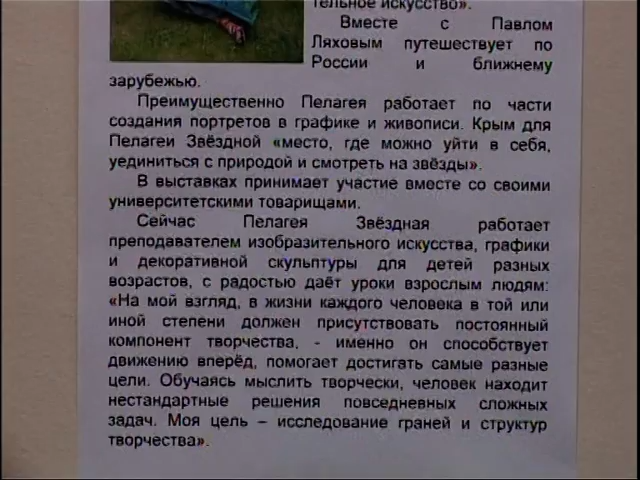 тельное искусство».
Вместе с Павлом
Ляховым путешествует по
России и ближнему
зарубежью.
Преимущественно Пелагея работает по части
создания портретов в графике и живописи. Крым для
Пелагеи Звёздной «место, где можно уйти в себя,
уединиться с природой и смотреть на звёзды».
В выставках принимает участие вместе со своими
университетскими товарищами.
Сейчас Пелагея Звёздная работает
преподавателем изобразительного искусства, графики
и декоративной скульптуры для детей разных
возрастов, с радостью даёт уроки взрослым людям:
«На мой взгляд, в жизни каждого человека в той или
иной степени должен присутствовать постоянный
компонент творчества, - именно он способствует
движению вперёд, помогает достигать самые разные
цели. Обучаясь мыслить творчески, человек находит
нестандартные решения повседневных сложных
задач. Моя цель – исследование граней и структур
творчества».